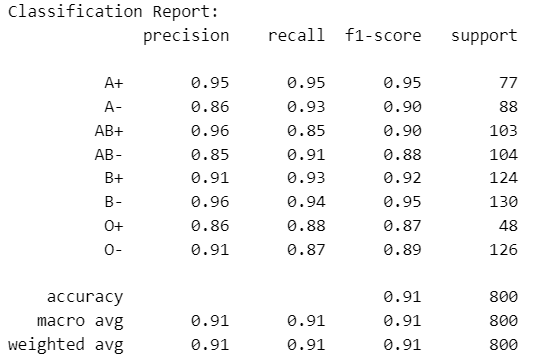 Classification Report:
precision recall f1-score support
A+ 0.95 0.95 0.95 77
A- 0.86 0.93 0.90 88
AB+ 0.96 0.85 0.90 103
AB- 0.85 0.91 0.88 104
B+ 0.91 0.93 0.92 124
B- 0.96 0.94 0.95 130
O+ 0.86 0.88 0.87 48
O- 0.91 0.87 0.89 126
accuracy 0.91 800
macro avg 0.91 0.91 0.91 800
weighted avg 0.91 0.91 0.91 800